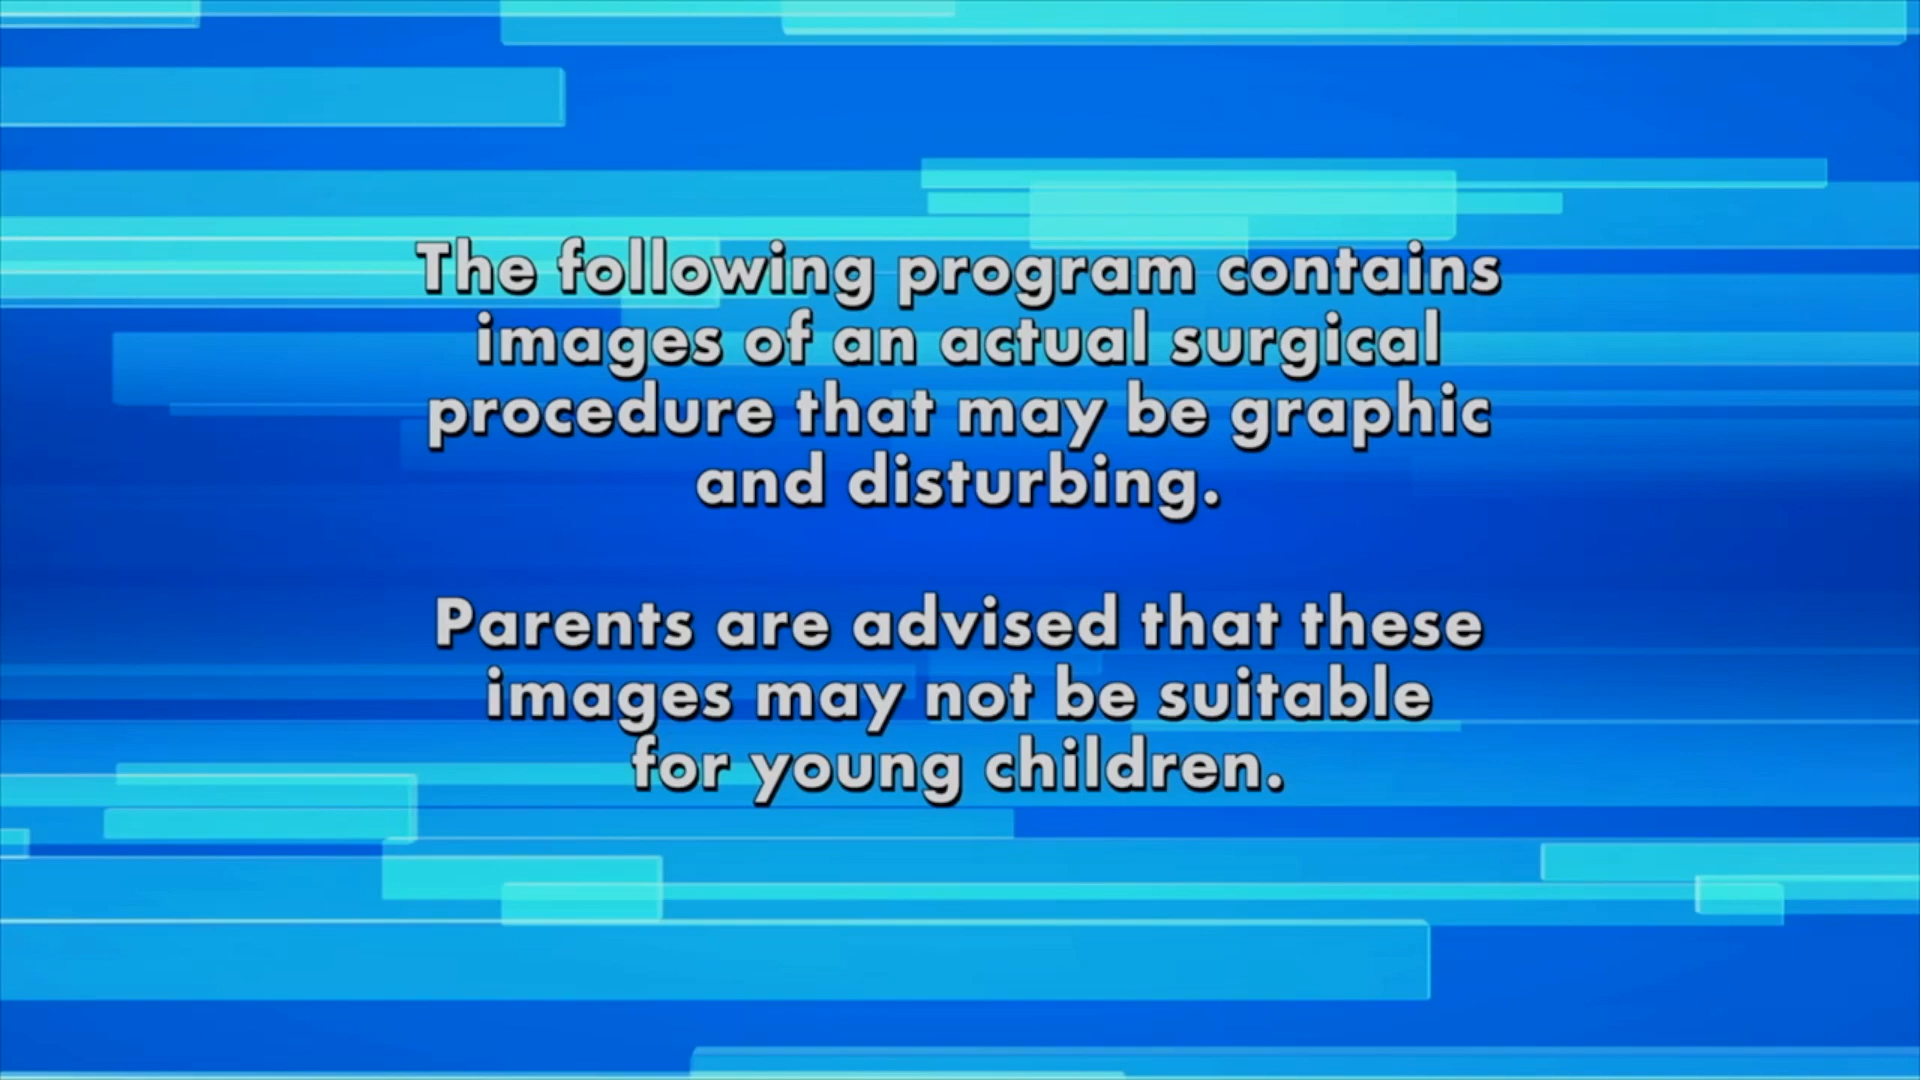 The following program contains
images of an actual surgical
procedure that may be graphic
and disturbing.
Parents are advised that these
images may not be suitable
for young children.